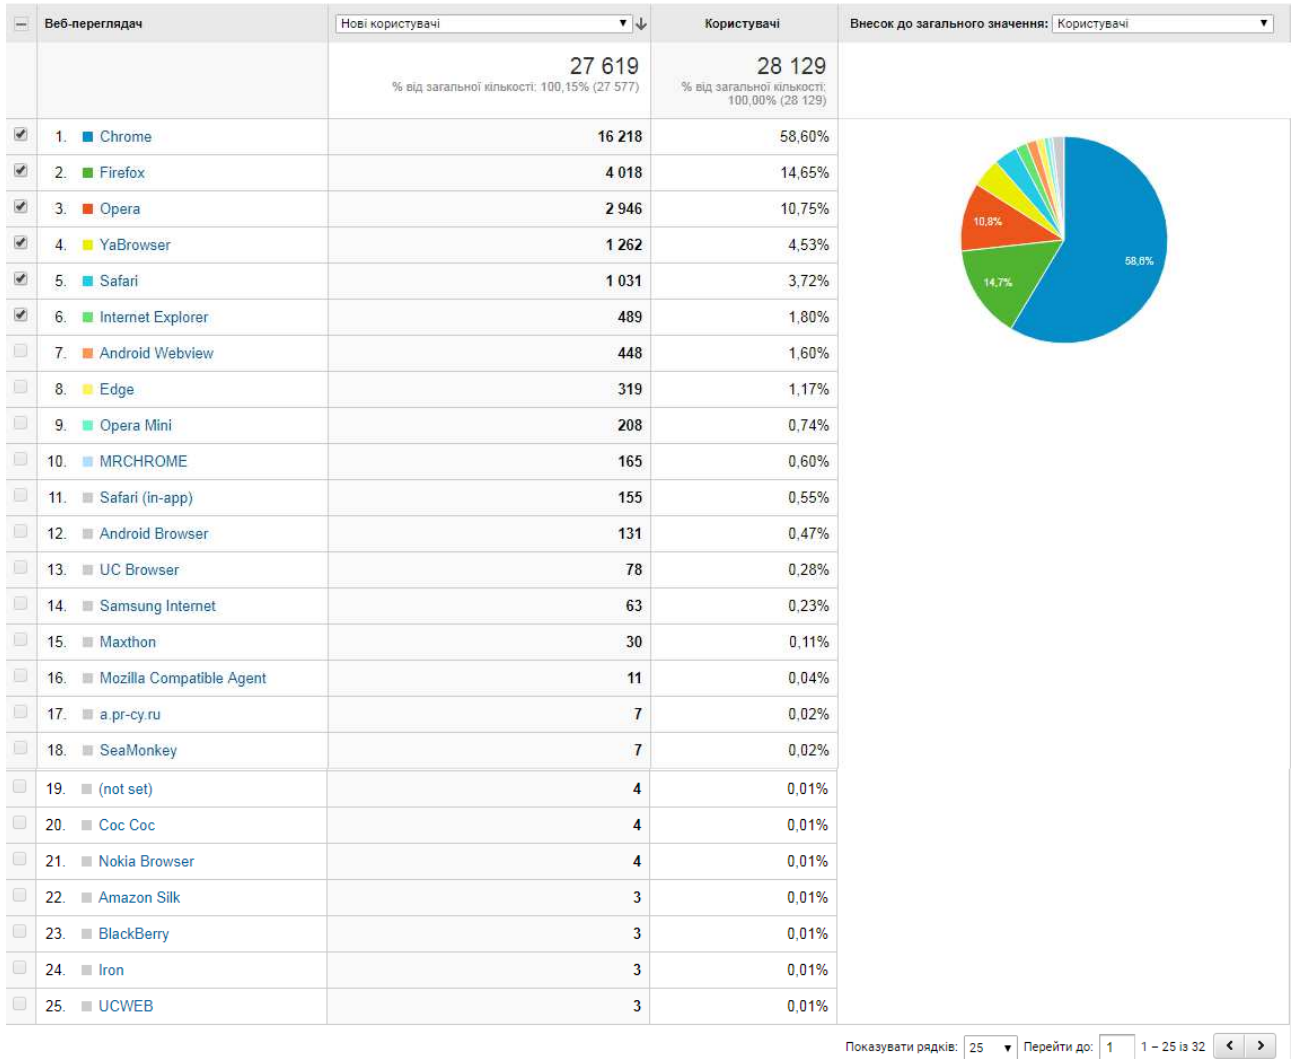 Веб-переглядач Нові користувачі Користувачі Внесок до загального значення: Користувачі
27 619 28 129
% від загальної кількості: 100,15% (27 577) % від загальної кількості:
100,00% (28 129)
1. Chrome 16 218 58,60%
2. Firefox 4 018 14,65%
3. Opera 2 946 10,75%
4. YaBrowser 1 262 4,53%
5. Safari 1 031 3,72%
6. Internet Explorer 489 1,80%
7. Android Webview 448 1,60%
8. Edge 319 1,17%
9. Opera Mini 208 0,74%
10. MRCHROME 165 0,60%
11. Safari (in-app) 155 0,55%
12. Android Browser 131 0,47%
13. UC Browser 78 0,28%
14. Samsung Internet 63 0,23%
15. Maxthon 30 0,11%
16. Mozilla Compatible Agent 11 0,04%
17. a.pr-cy.ru 7 0,02%
18. SeaMonkey 7 0,02%
19. (not set) 4 0,01%
20. Coc Coc 4 0,01%
21. Nokia Browser 4 0,01%
22. Amazon Silk 3 0,01%
23. BlackBerry 3 0,01%
24. Iron 3 0,01%
25. UCWEB 3 0,01%
10,8%
58,6%
14,7%
Показувати рядків: 25 Перейти до: 1 1 – 25 із 32